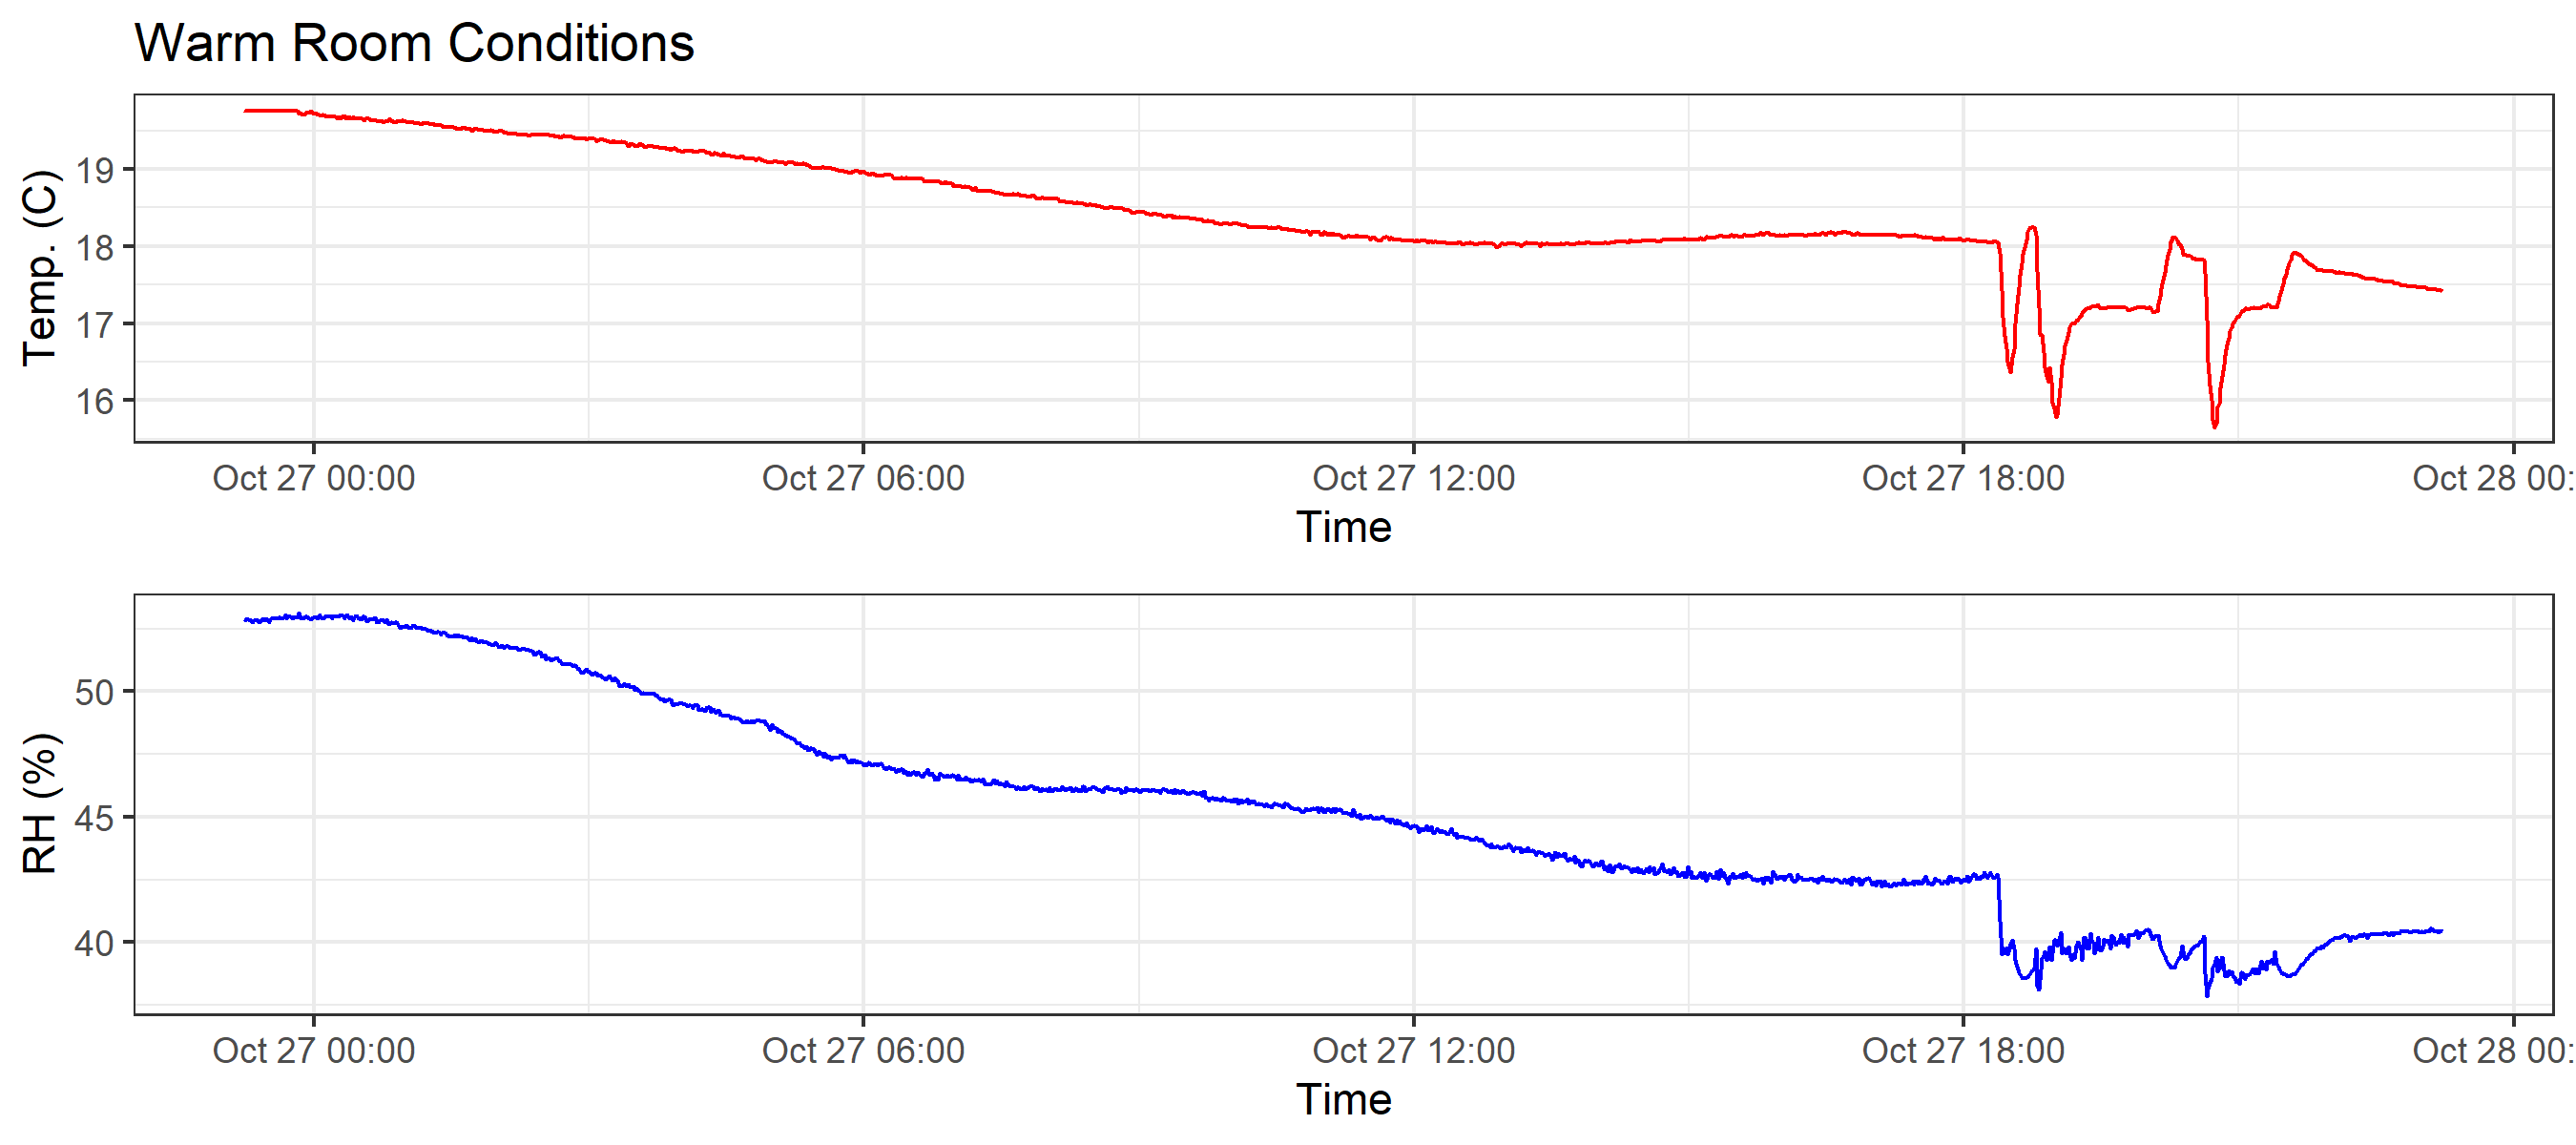 Warm Room Conditions
Temp. (C)
19
18
17
16
Oct 27 00:00 Oct 27 06:00 Oct 27 12:00 Oct 27 18:00 Oct 28 00:
Time
RH (%)
50
45
40
Oct 27 00:00 Oct 27 06:00 Oct 27 12:00 Oct 27 18:00 Oct 28 00:
Time